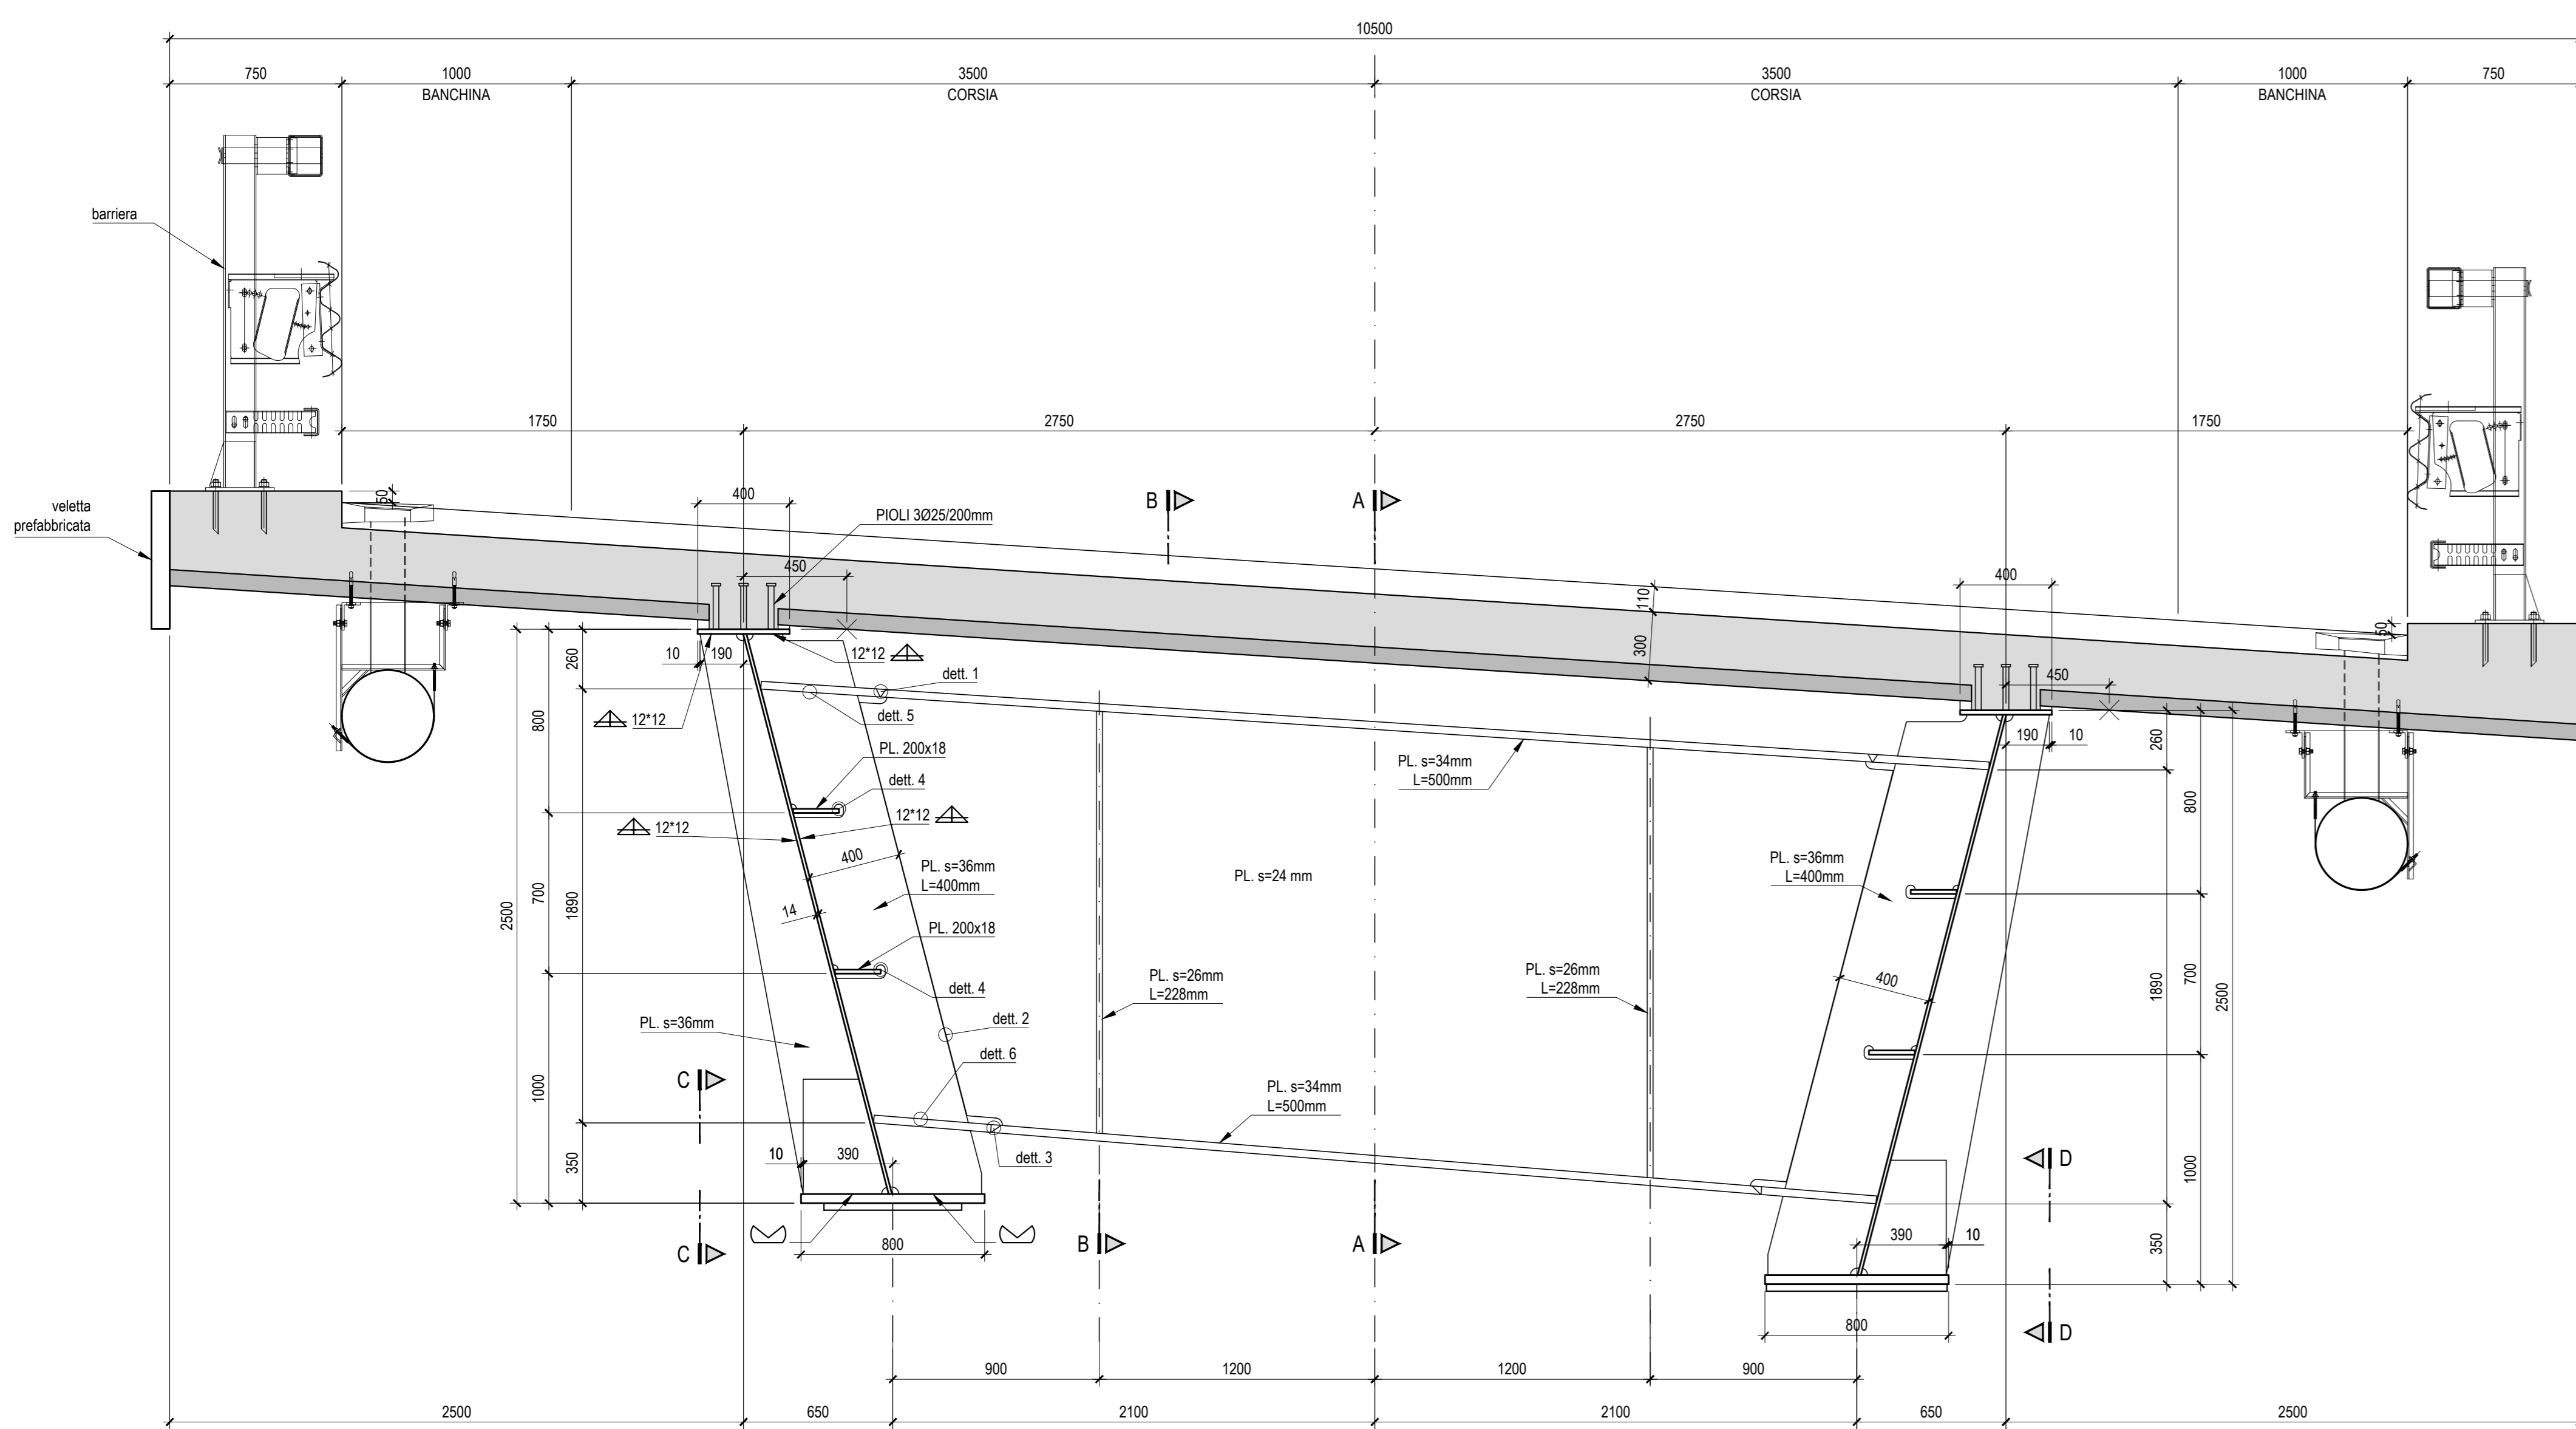 10500
750
1000
3500
3500
1000
750
BANCHINA
CORSIA
CORSIA
BANCHINA
barriera
1750
2750
2750
1750
veletta
prefabbricata
50
400
B
A
PIOLI 3Ø25/200mm
450
400
110
300
50
450
10
190
12*12
260
dett. 1
12*12
dett. 5
800
PL. 200x18
dett. 4
12*12
12*12
400
PL. s=36mm
L=400mm
14
PL. s=24 mm
PL. s=34mm
L=500mm
190
10
260
800
PL. s=36mm
L=400mm
2500
700
1890
PL. 200x18
dett. 4
PL. s=26mm
L=228mm
PL. s=26mm
L=228mm
400
1890
700
2500
PL. s=36mm
dett. 2
dett. 6
C
1000
PL. s=34mm
L=500mm
dett. 3
10
390
350
D
1000
390
10
350
C
800
B
A
800
D
900
1200
1200
900
2500
650
2100
2100
650
2500